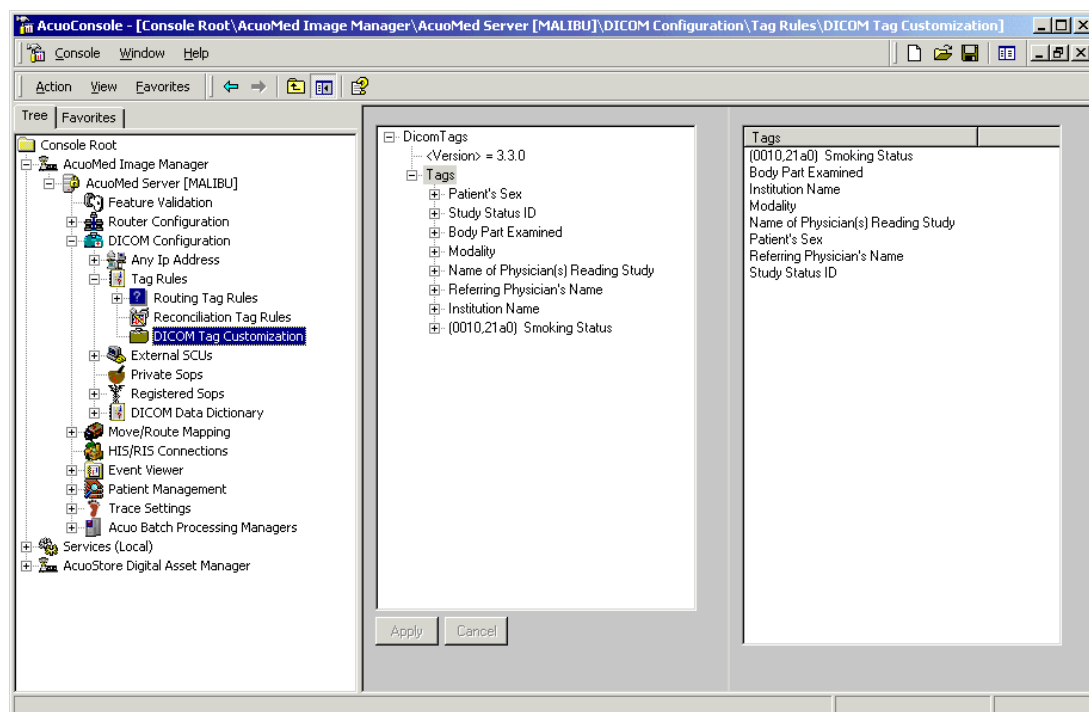 AcuoConsole - [Console Root\AcuoMed Image Manager\AcuoMed Server [MALIBU]\DICOM Configuration\Tag Rules\DICOM Tag Customization]
Console Window Help
Action View Favorites
Tree Favorites
Console Root
AcuoMed Image Manager
AcuoMed Server [MALIBU]
Feature Validation
Router Configuration
DICOM Configuration
Any Ip Address
Tag Rules
Routing Tag Rules
Reconciliation Tag Rules
DICOM Tag Customization
External SCUs
Private Sops
Registered Sops
DICOM Data Dictionary
Move/Route Mapping
HIS/RIS Connections
Event Viewer
Patient Management
Trace Settings
Acuo Batch Processing Managers
Services (Local)
AcuoStore Digital Asset Manager
DicomTags
<Version> = 3.3.0
Tags
Patient's Sex
Study Status ID
Body Part Examined
Modality
Name of Physician(s) Reading Study
Referring Physician's Name
Institution Name
(0010,21a0) Smoking Status
Apply Cancel
Tags
(0010,21a0) Smoking Status
Body Part Examined
Institution Name
Modality
Name of Physician(s) Reading Study
Patient's Sex
Referring Physician's Name
Study Status ID